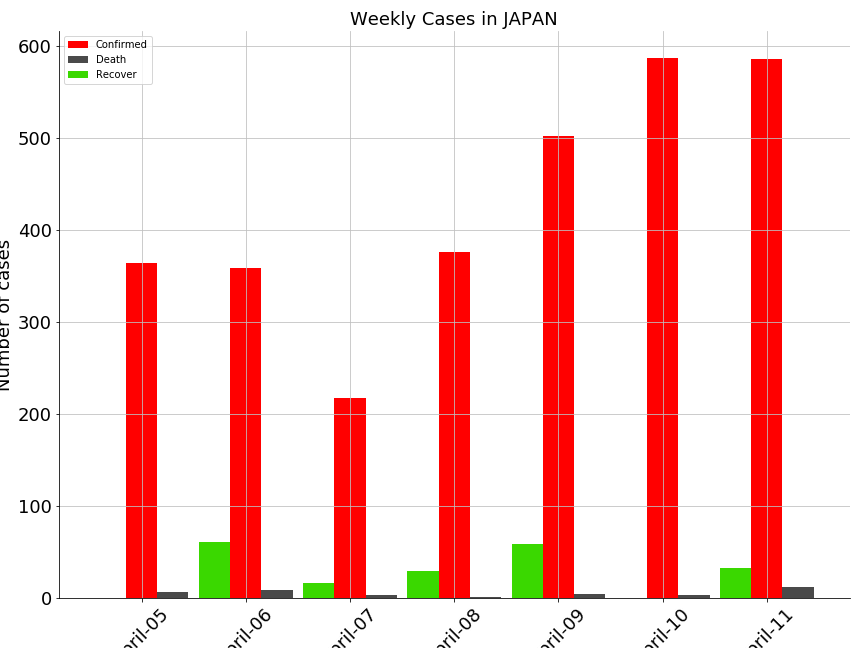 Weekly Cases in JAPAN
Confirmed
Death
Recover
600
500
400
300
200
100
0
Number of cases
pril-05
pril-06
pril-07
pril-08
pril-09
pril-10
pril-11